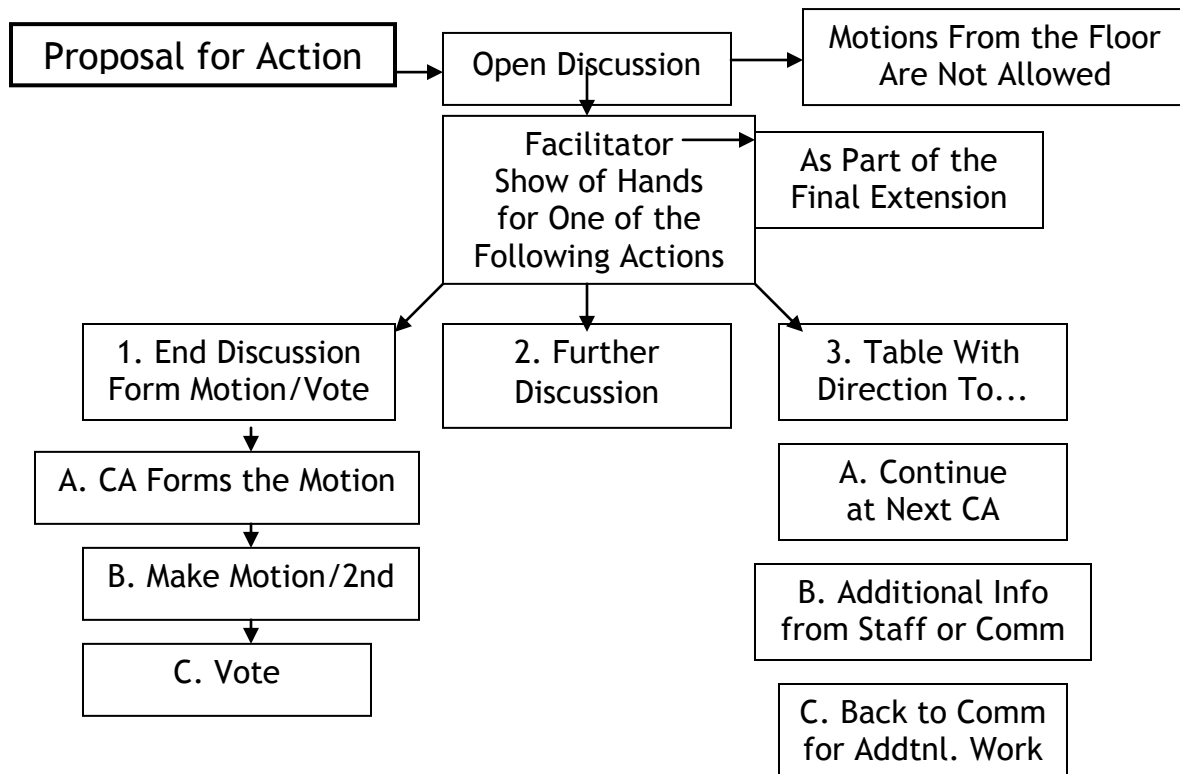 Proposal for Action
Open Discussion
Motions From the Floor
Are Not Allowed
Facilitator
Show of Hands
for One of the
Following Actions
As Part of the
Final Extension
1. End Discussion
Form Motion/Vote
2. Further
Discussion
3. Table With
Direction To...
A. CA Forms the Motion
B. Make Motion/2nd
C. Vote
A. Continue
at Next CA
B. Additional Info
from Staff or Comm
C. Back to Comm
for Addtnl. Work